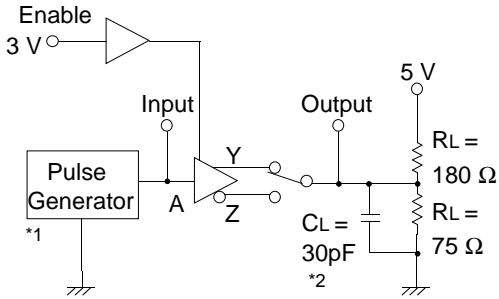 Enable
3 V
5 V
Input
Output
RL =
180 Ω
Pulse
Generator
Y
A
Z
CL =
30pF
*2
RL =
75 Ω
*1